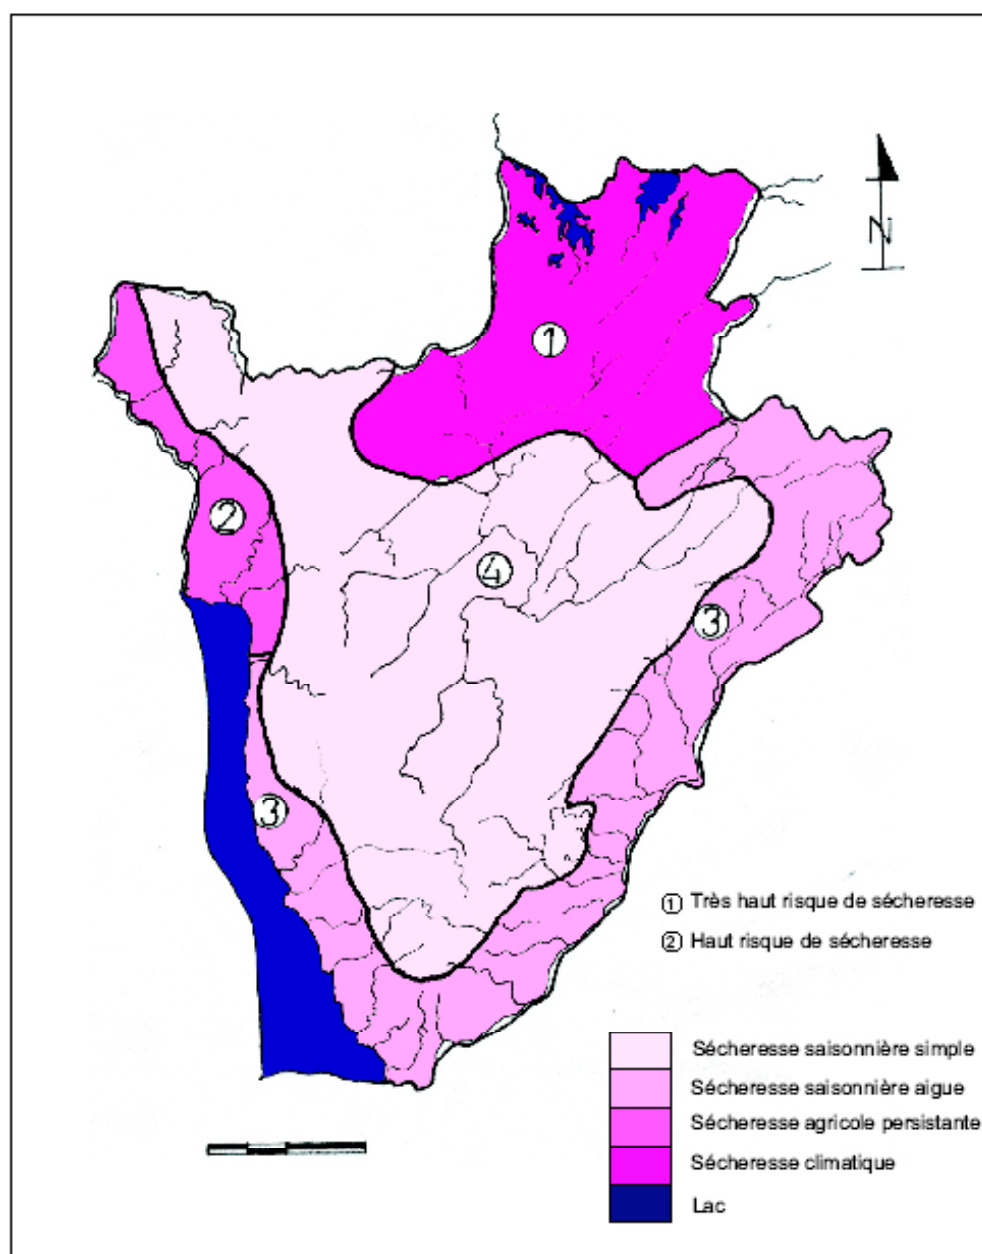 N
1
2
4
3
3
① Très haut risque de sécheresse
② Haut risque de sécheresse
Sécheresse saisonnière simple
Sécheresse saisonnière aigue
Sécheresse agricole persistante
Sécheresse climatique
Lac